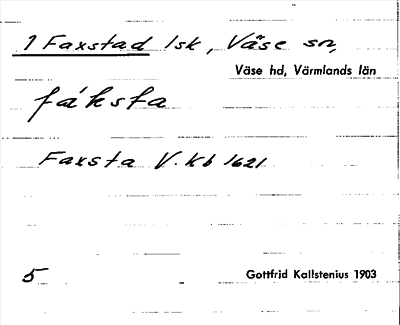 1 Faxstad lsk, Väse sn,
Väse hd, Värmlands län
fáksta
Faxsta V. Kb 1621
5
Gottfrid Kallstenius 1903